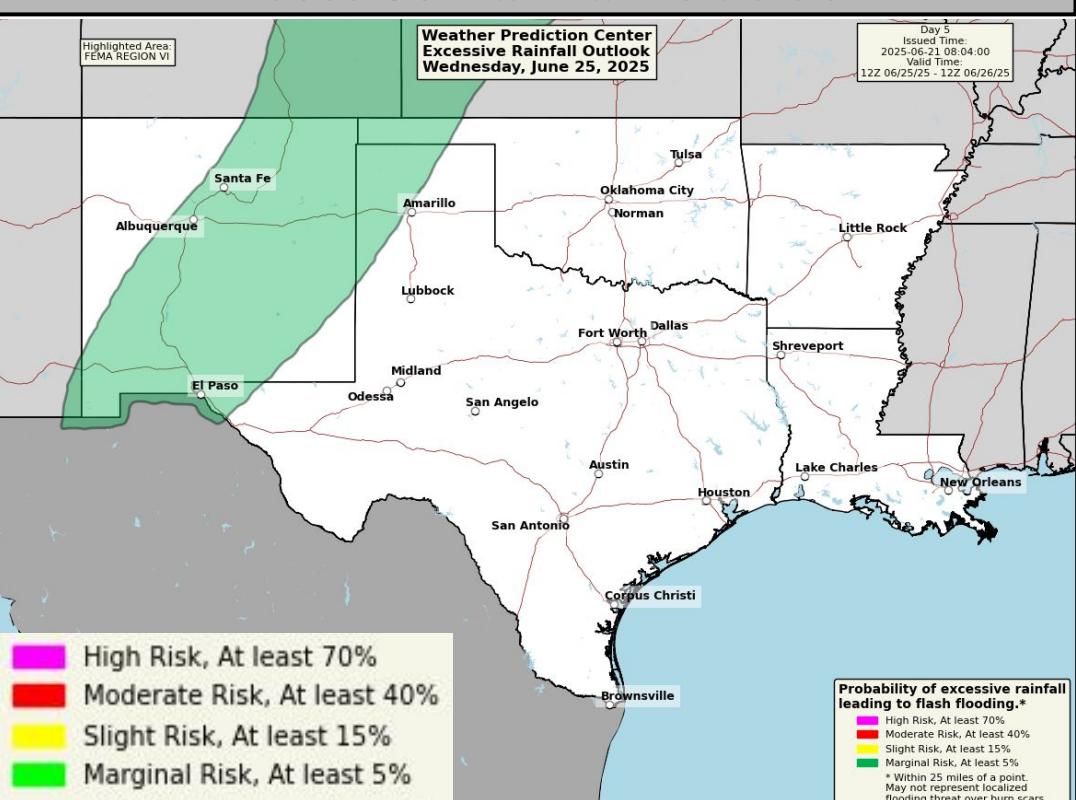 Highlighted Area:
FEMA REGION VI
Weather Prediction Center
Excessive Rainfall Outlook
Wednesday, June 25, 2025
Day 5
Issued Time:
2025-06-21 08:04:00
Valid Time:
12Z 06/25/25 - 12Z 06/26/25
Tulsa
Santa Fe
Oklahoma City
Amarillo
Norman
Albuquerque
Little Rock
Lubbock
Dallas
Fort Worth
Shreveport
Midland
El Paso
Odessa
San Angelo
Austin
Lake Charles
New Orleans
Houston
San Antonio
Corpus Christi
Brownsville
High Risk, At least 70%
Moderate Risk, At least 40%
Slight Risk, At least 15%
Marginal Risk, At least 5%
Probability of excessive rainfall
leading to flash flooding.*
High Risk, At least 70%
Moderate Risk, At least 40%
Slight Risk, At least 15%
Marginal Risk, At least 5%
* Within 25 miles of a point.
May not represent localized
flooding threat over burn scars